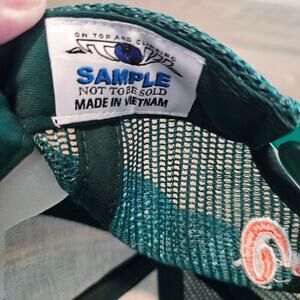 ON TOP AND CLIMBING
SAMPLE
NOT TO BE SOLD
MADE IN VIETNAM